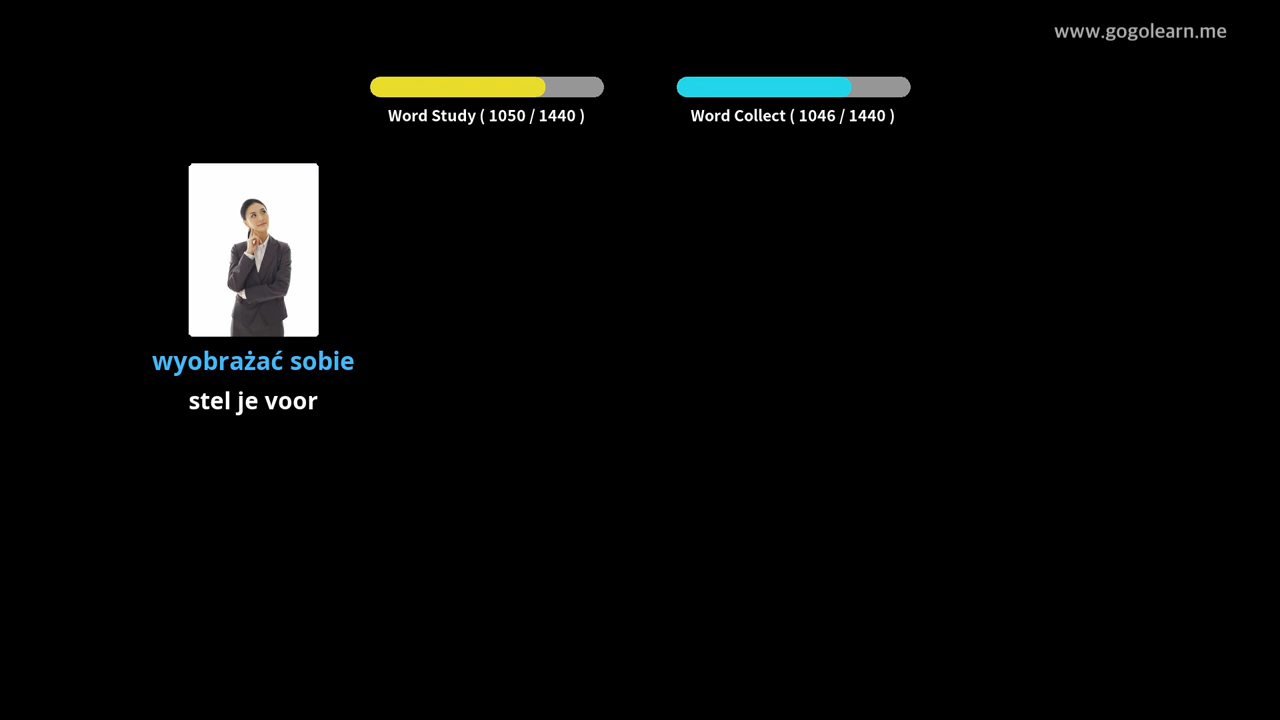 www.gogolearn.me
Word Study ( 1050 / 1440 )
Word Collect ( 1046 / 1440 )
wyobrażać sobie
stel je voor